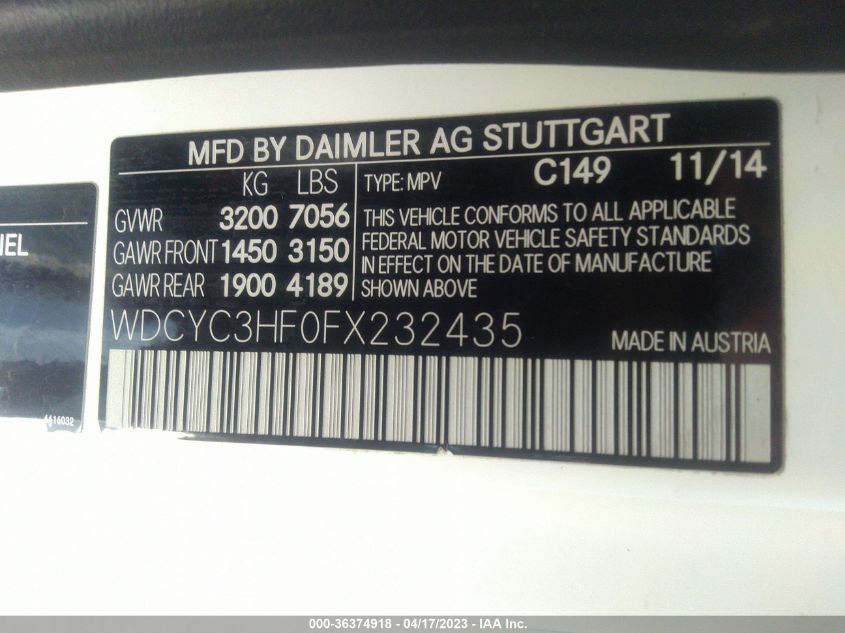 MFD BY DAIMLER AG STUTTGART
KG LBS
TYPE: MPV C149 11/14
GVWR 3200 7056
GAWR FRONT 1450 3150
GAWR REAR 1900 4189
THIS VEHICLE CONFORMS TO ALL APPLICABLE
FEDERAL MOTOR VEHICLE SAFETY STANDARDS
IN EFFECT ON THE DATE OF MANUFACTURE
SHOWN ABOVE
WDCYC3HF0FX232435
MADE IN AUSTRIA
000-36374918 - 04/17/2023 - IAA Inc.